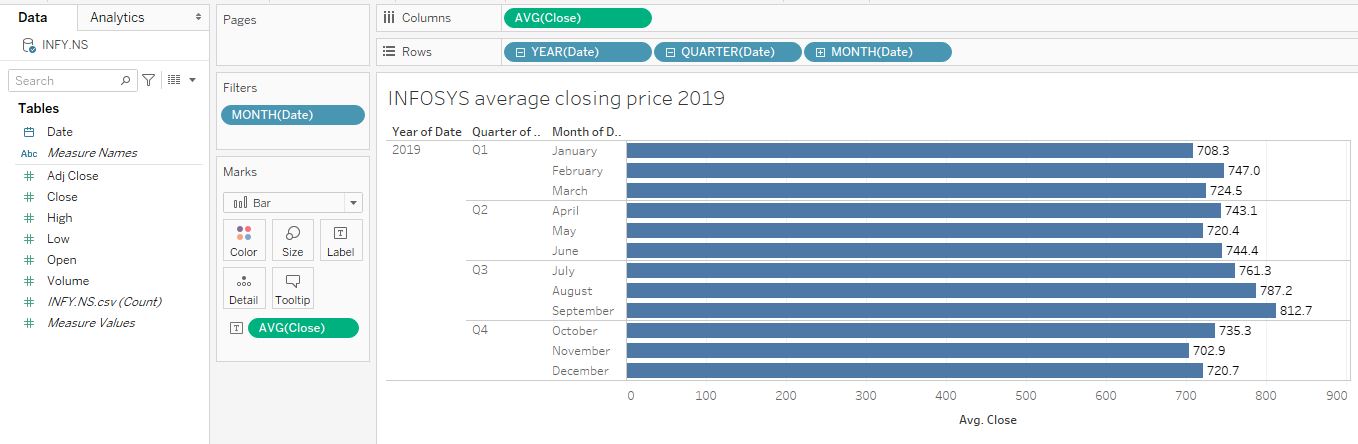 Data Analytics
INFY.NS
Search
Tables
Date
Abc Measure Names
Adj Close
Close
High
Low
Open
Volume
INFY.NS.csv (Count)
Measure Values
Pages
Filters
MONTH(Date)
Marks
Bar
Color Size Label
Detail Tooltip
AVG(Close)
Columns AVG(Close)
Rows YEAR(Date) QUARTER(Date) MONTH(Date)
INFOSYS average closing price 2019
Year of Date Quarter of .. Month of D..
2019 Q1 January 708.3
February 747.0
March 724.5
Q2 April 743.1
May 720.4
June 744.4
Q3 July 761.3
August 787.2
September 812.7
Q4 October 735.3
November 702.9
December 720.7
0 100 200 300 400 500 600 700 800 900
Avg. Close